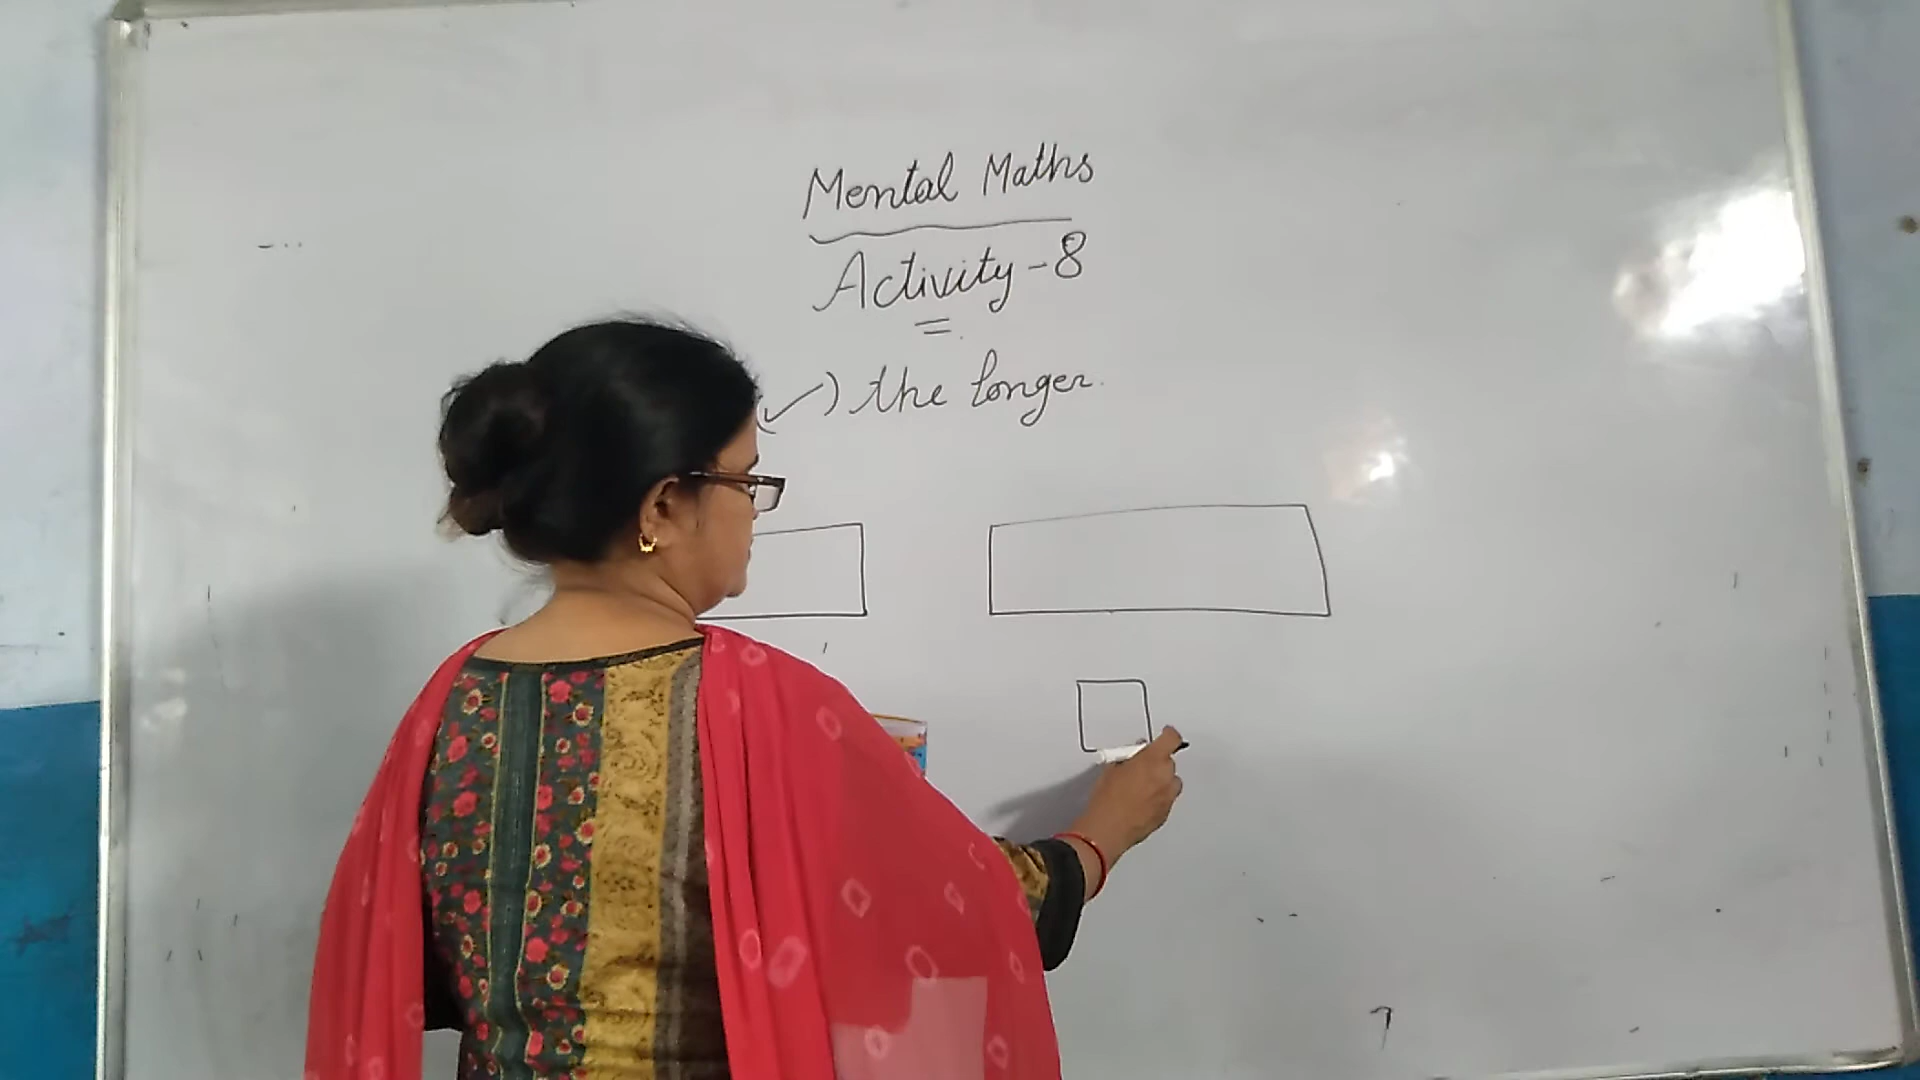 Mental Maths
Activity-8
(✓) the longer.